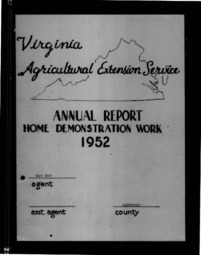 Virginia
Agricultural Extension Service
ANNUAL REPORT
HOME DEMONSTRATION WORK
1952
agent
asst agent
county